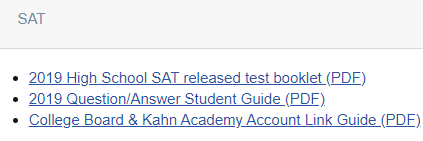 SAT
2019 High School SAT released test booklet (PDF)
2019 Question/Answer Student Guide (PDF)
College Board & Kahn Academy Account Link Guide (PDF)